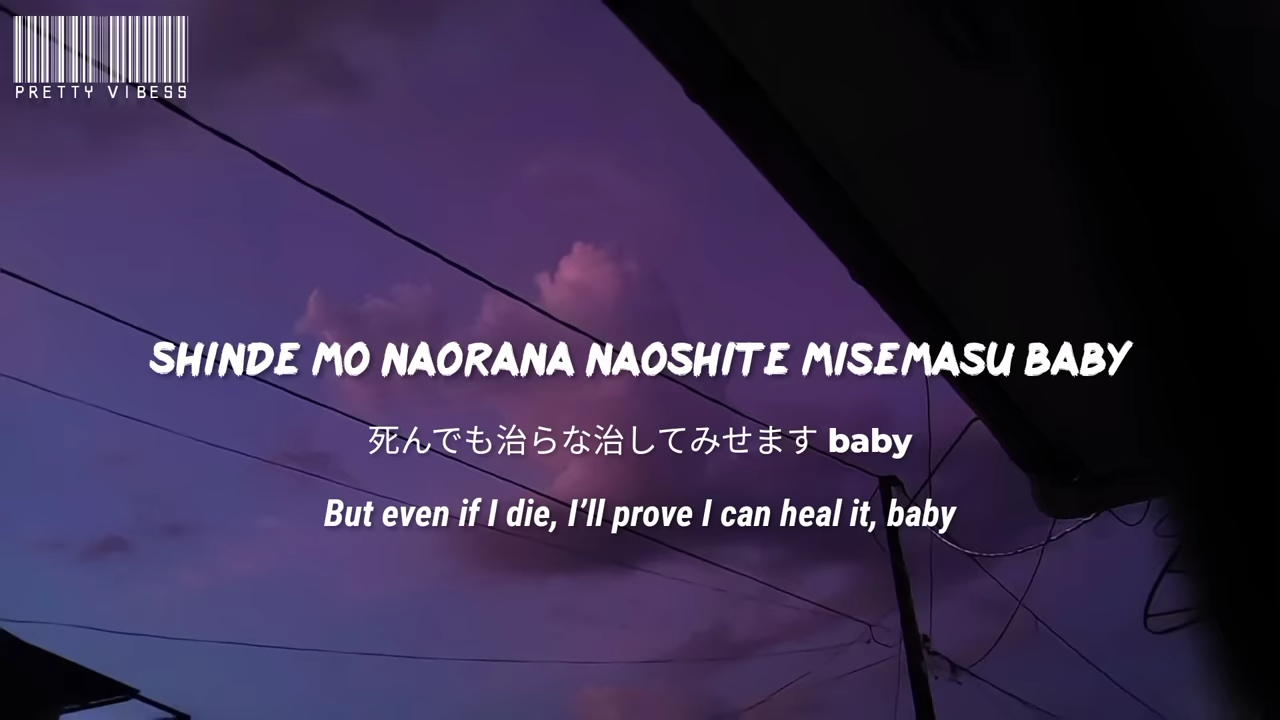 PRETTY VIBESS
SHINDE MO NAORANA NAOSHITE MISEMASU BABY
死んでも治らな治してみせます baby
But even if I die, I'll prove I can heal it, baby